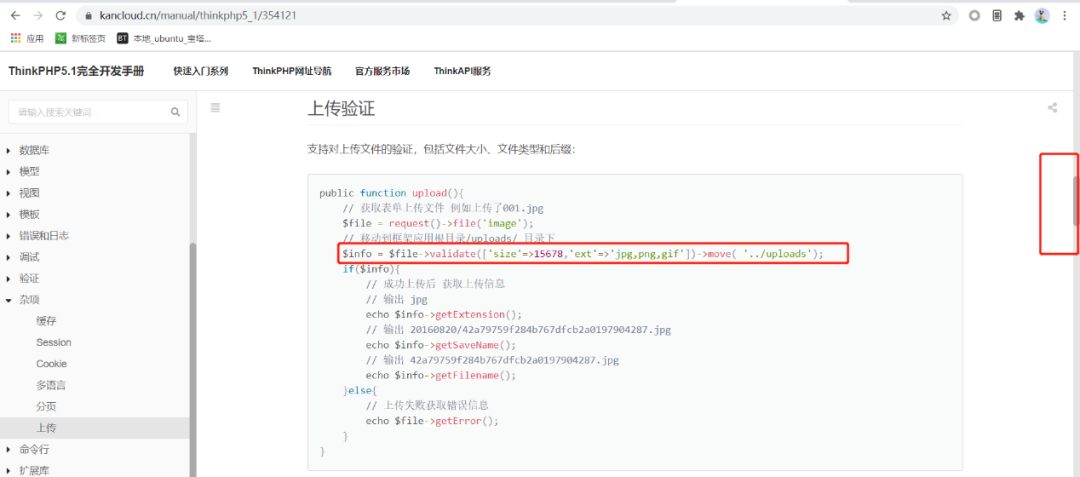 kancloud.cn/manual/thinkphp5_1/354121
应用 新标签页 本地_ubuntu_宝塔...
ThinkPHP5.1完全开发手册 快速入门系列 ThinkPHP网址导航 官方服务市场 ThinkAPI服务
请输入搜索关键词...
数据库
模型
视图
模板
错误和日志
调试
验证
杂项
缓存
Session
Cookie
多语言
分页
上传
命令行
扩展库
上传验证
支持对上传文件的验证，包括文件大小、文件类型和后缀：
public function upload(){
// 获取表单上传文件 例如上传了001.jpg
$file = request()->file('image');
// 移动到框架应用根目录/uploads/ 目录下
$info = $file->validate(['size'=>15678,'ext'=>'jpg,png,gif'])->move( '../uploads');
if($info){
// 成功上传后 获取上传信息
// 输出 jpg
echo $info->getExtension();
// 输出 20160820/42a79759f284b767dfcb2a0197904287.jpg
echo $info->getSaveName();
// 输出 42a79759f284b767dfcb2a0197904287.jpg
echo $info->getFilename();
}else{
// 上传失败获取错误信息
echo $file->getError();
}
}